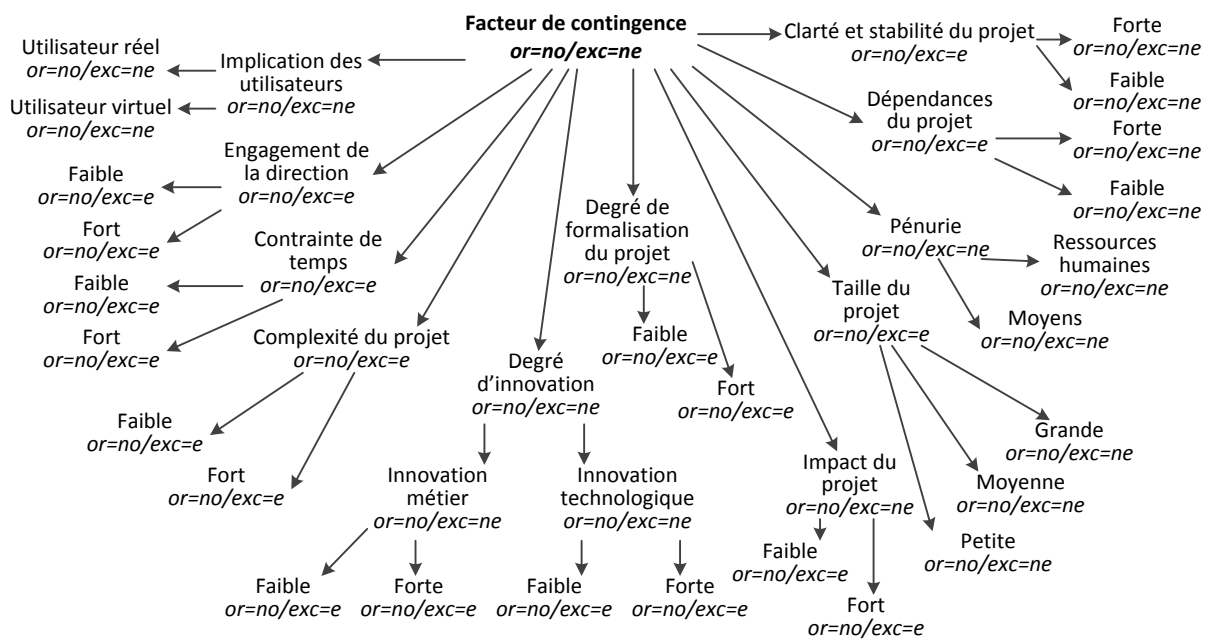 Facteur de contingence
or=no/exc=ne
Clarté et stabilité du projet
or=no/exc=e
Forte
or=no/exc=ne
Faible
or=no/exc=ne
Dépendances
du projet
or=no/exc=e
Forte
or=no/exc=ne
Faible
or=no/exc=ne
Pénurie
or=no/exc=ne
Ressources
humaines
or=no/exc=ne
Moyens
or=no/exc=ne
Taille du
projet
or=no/exc=e
Grande
or=no/exc=ne
Moyenne
or=no/exc=ne
Petite
or=no/exc=ne
Impact du
projet
or=no/exc=ne
Faible
or=no/exc=e
Fort
or=no/exc=e
Degré de
formalisation
du projet
or=no/exc=ne
Faible
or=no/exc=e
Fort
or=no/exc=e
Degré
d’innovation
or=no/exc=ne
Innovation
métier
or=no/exc=ne
Faible
or=no/exc=e
Forte
or=no/exc=e
Innovation
technologique
or=no/exc=ne
Faible
or=no/exc=e
Forte
or=no/exc=e
Complexité du projet
or=no/exc=e
Faible
or=no/exc=e
Fort
or=no/exc=e
Contrainte de
temps
or=no/exc=e
Faible
or=no/exc=e
Fort
or=no/exc=e
Engagement de
la direction
or=no/exc=e
Faible
or=no/exc=e
Fort
or=no/exc=e
Implication des
utilisateurs
or=no/exc=ne
Utilisateur réel
or=no/exc=ne
Utilisateur virtuel
or=no/exc=ne